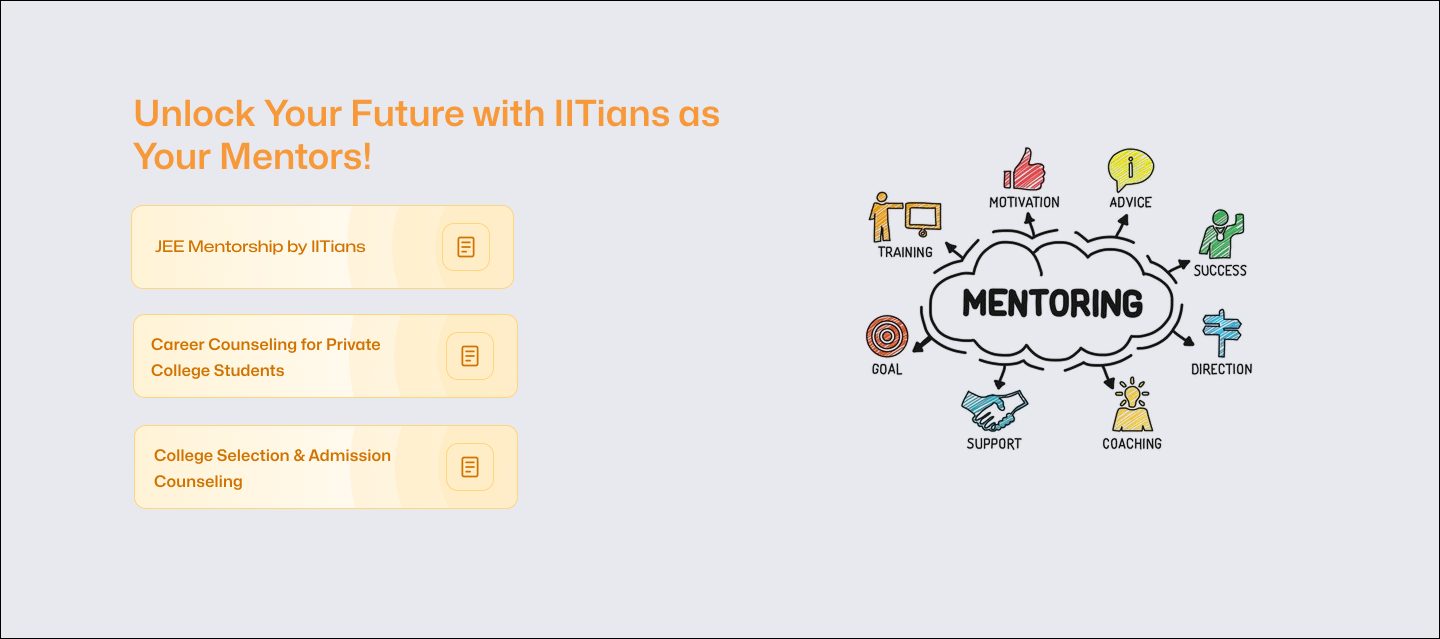 Unlock Your Future with IITians as
Your Mentors!
JEE Mentorship by IITians
Career Counseling for Private
College Students
College Selection & Admission
Counseling
MOTIVATION
ADVICE
TRAINING
SUCCESS
MENTORING
GOAL
DIRECTION
SUPPORT
COACHING